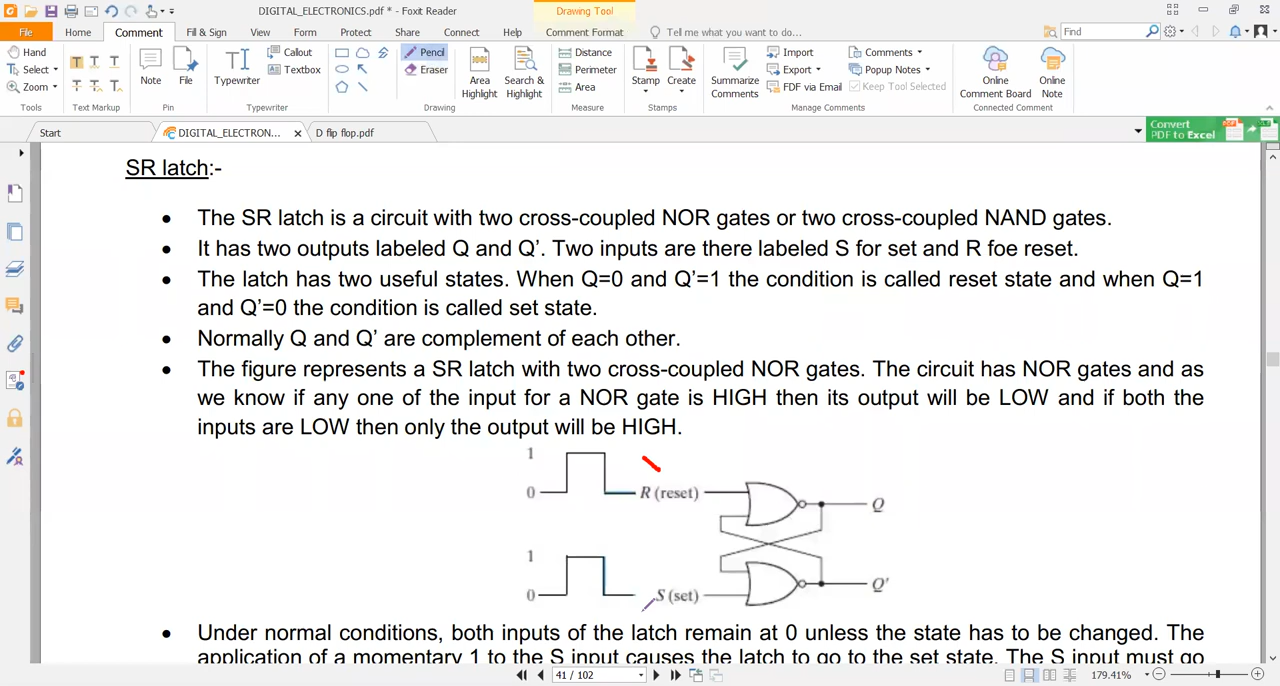 DIGITAL_ELECTRONICS.pdf * - Foxit Reader
Drawing Tool
File Home Comment Fill & Sign View Form Protect Share Connect Help Comment Format Tell me what you want to do... Find
Hand
Select
Zoom
Tools
T T T
T T T
Text Markup
Note
File
Pin
Typewriter
Callout
Textbox
Typewriter
Pencil
Eraser
Drawing
Area Highlight
Search & Highlight
Distance
Perimeter
Area
Measure
Stamp
Create
Stamps
Summarize Comments
Import
Export
FDF via Email
Comments
Popup Notes
Keep Tool Selected
Manage Comments
Online Comment Board
Online Note
Connected Comment
Start
DIGITAL_ELECTRON...
D flip flop.pdf
Convert
PDF to Excel
SR latch:-
• The SR latch is a circuit with two cross-coupled NOR gates or two cross-coupled NAND gates.
• It has two outputs labeled Q and Q’. Two inputs are there labeled S for set and R foe reset.
• The latch has two useful states. When Q=0 and Q’=1 the condition is called reset state and when Q=1
and Q’=0 the condition is called set state.
• Normally Q and Q’ are complement of each other.
• The figure represents a SR latch with two cross-coupled NOR gates. The circuit has NOR gates and as
we know if any one of the input for a NOR gate is HIGH then its output will be LOW and if both the
inputs are LOW then only the output will be HIGH.
1
0 R (reset) Q
1
0 S (set) Q'
• Under normal conditions, both inputs of the latch remain at 0 unless the state has to be changed. The
application of a momentary 1 to the S input causes the latch to go to the set state. The S input must go
41 / 102
179.41%